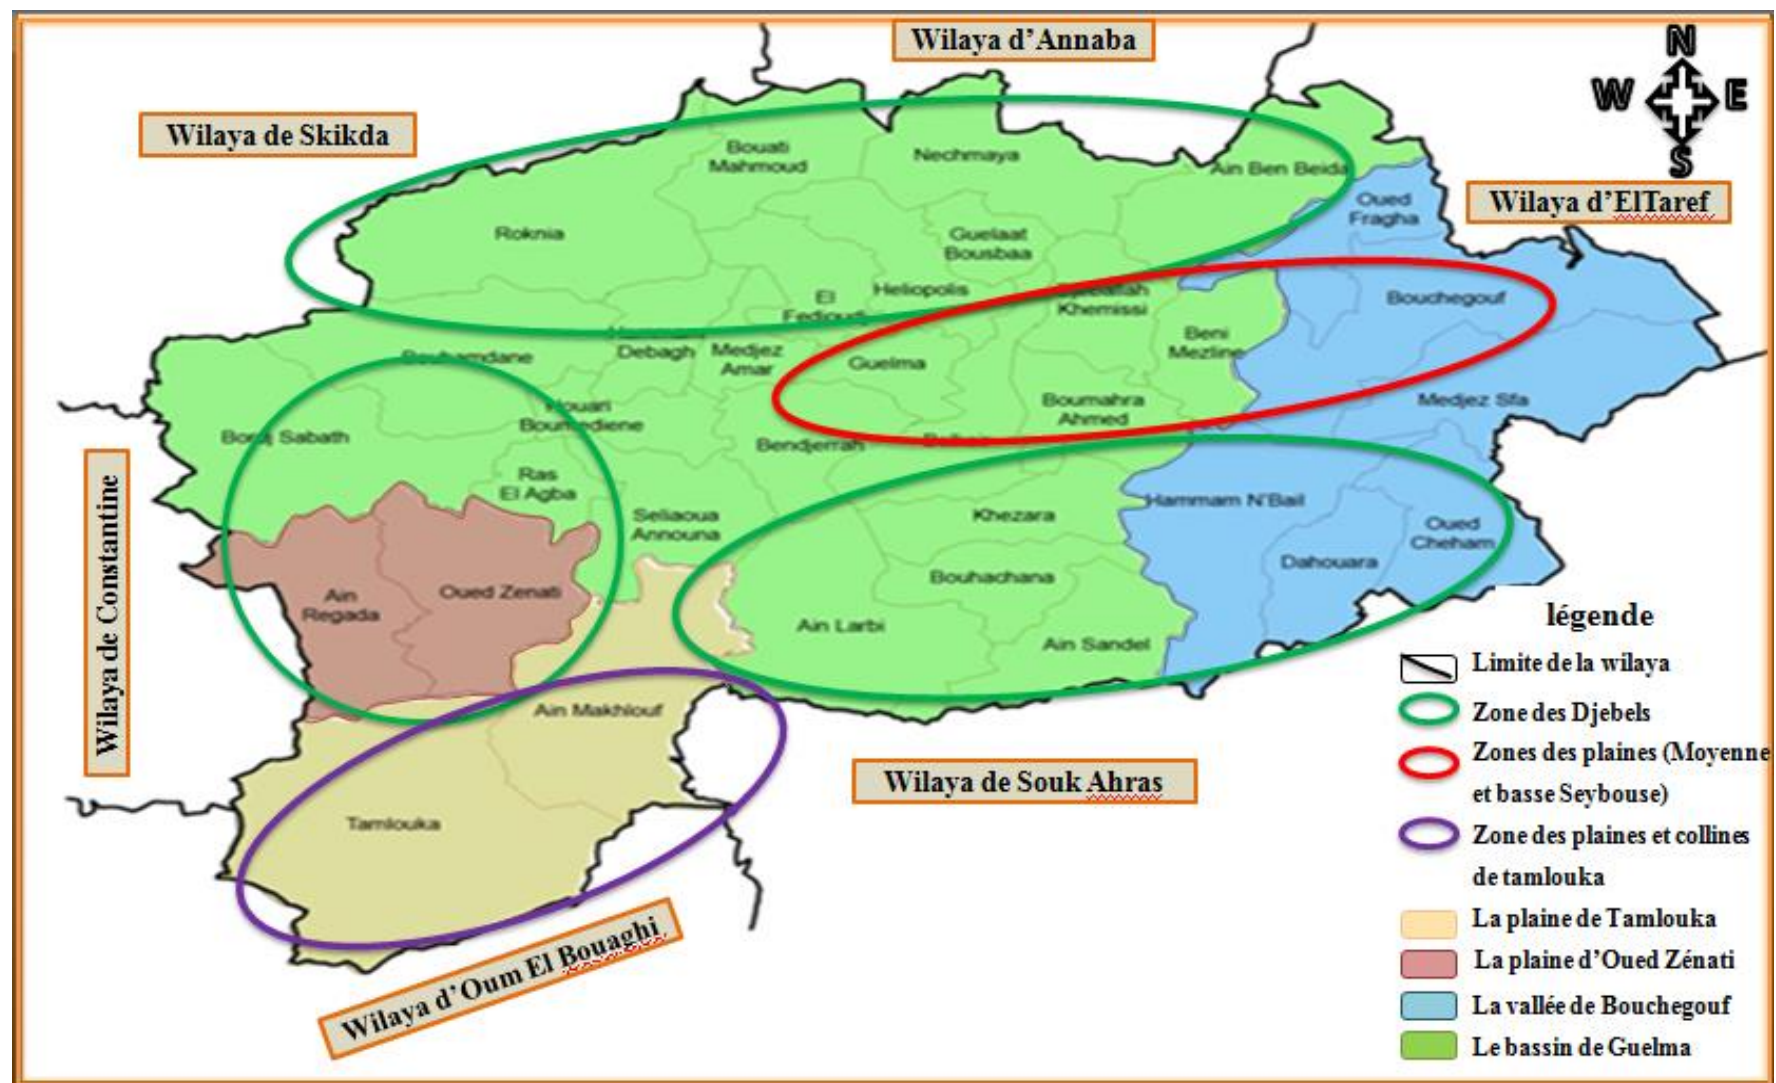 Wilaya d'Annaba
N
W
E
S
Wilaya de Skikda
Bouati
Mahmoud
Nechmaya
Ain Ben Beida
Wilaya d'ElTaref
Oued
Fragha
Roknia
Guelaat
Bousbaa
El
Fedjoudj
Heliopolis
Khemissi
Bouchegouf
Beni
Mezline
Bouhamdane
Debagh
Medjez
Amar
Guelma
Houari
Boumediene
Boumahra
Ahmed
Medjez Sfa
Bordj Sabath
Bendjerrah
Ras
El Agba
Hammam N'Bail
Seliaoua
Announa
Khezara
Oued
Cheham
Dahouara
Bouhachana
Ain
Regada
Oued Zenati
Ain Larbi
Ain Sandel
Wilaya de Constantine
Ain Makhlouf
Tamlouka
Wilaya de Souk Ahras
Wilaya d'Oum El Bouaghi
légende
Limite de la wilaya
Zone des Djebels
Zones des plaines (Moyenne
et basse Seybouse)
Zone des plaines et collines
de tamlouka
La plaine de Tamlouka
La plaine d'Oued Zénati
La vallée de Bouchegouf
Le bassin de Guelma